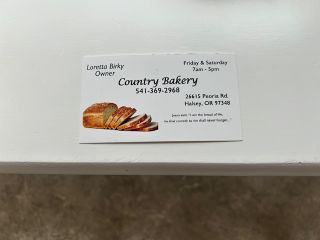 Loretta Birky
Owner
Friday & Saturday
7am - 5pm
Country Bakery
541-369-2968
26615 Peoria Rd.
Halsey, OR 97348
Jesus said: "I am the bread of life,
he that cometh to me shall never hunger..."